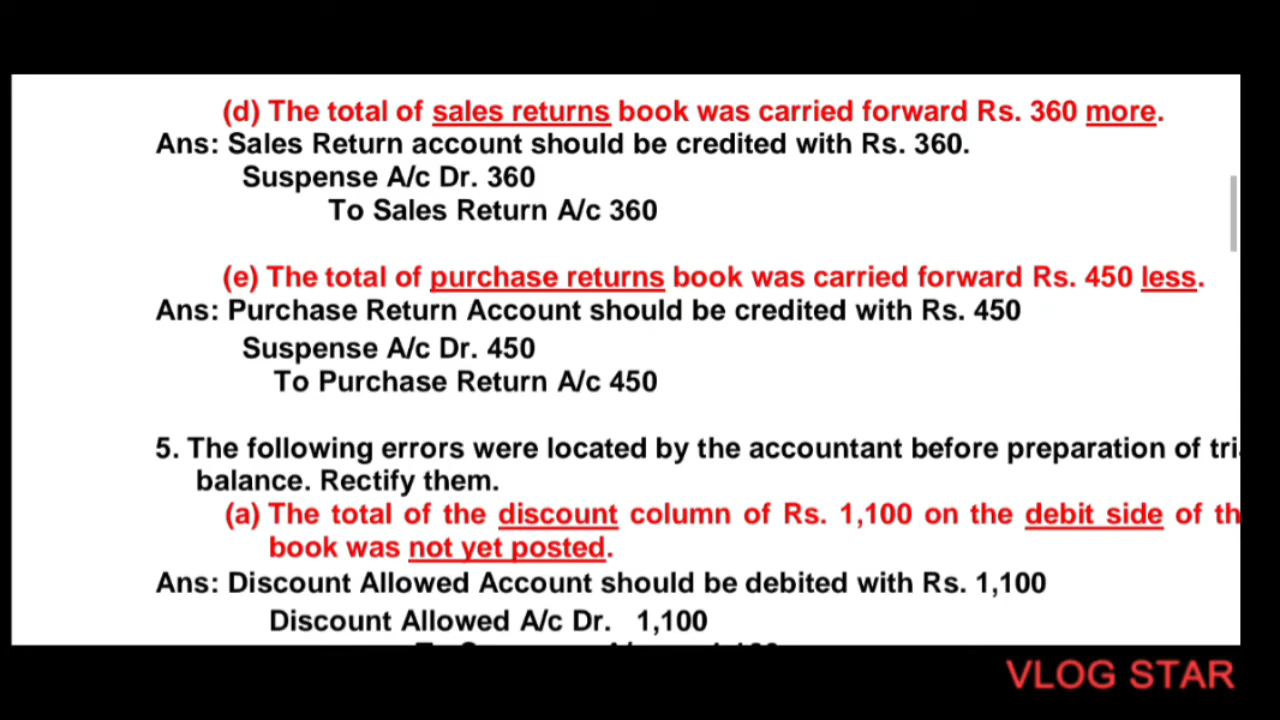 (d) The total of sales returns book was carried forward Rs. 360 more.
Ans: Sales Return account should be credited with Rs. 360.
Suspense A/c Dr. 360
To Sales Return A/c 360
(e) The total of purchase returns book was carried forward Rs. 450 less.
Ans: Purchase Return Account should be credited with Rs. 450
Suspense A/c Dr. 450
To Purchase Return A/c 450
5. The following errors were located by the accountant before preparation of
balance. Rectify them.
(a) The total of the discount column of Rs. 1,100 on the debit side of
book was not yet posted.
Ans: Discount Allowed Account should be debited with Rs. 1,100
Discount Allowed A/c Dr. 1,100
VLOG STAR